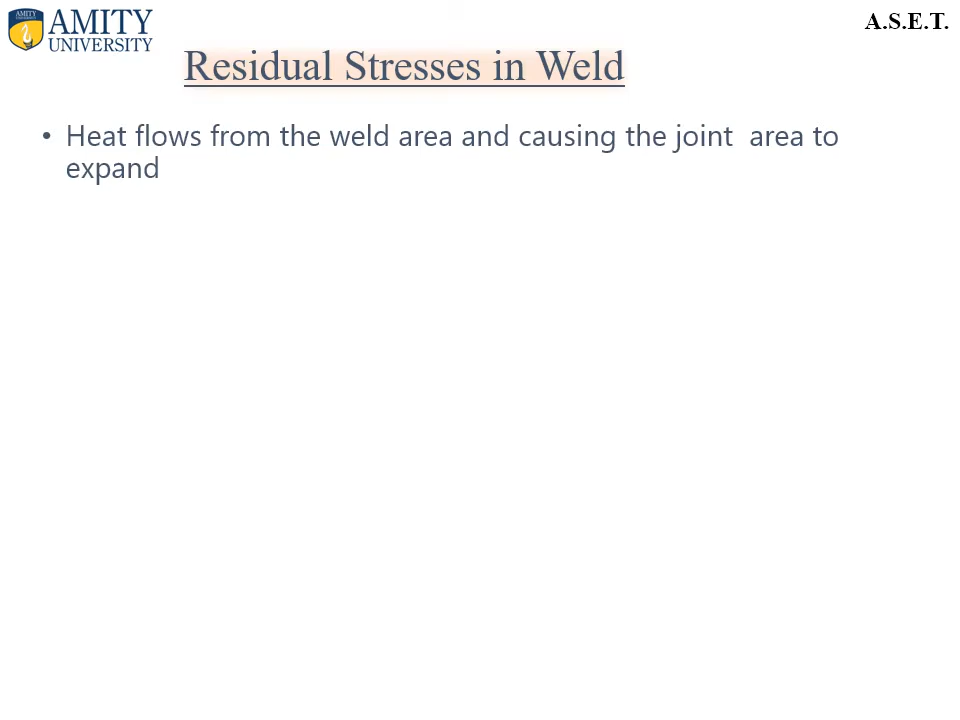 AMITY
UNIVERSITY
A.S.E.T.
Residual Stresses in Weld
• Heat flows from the weld area and causing the joint  area to
expand